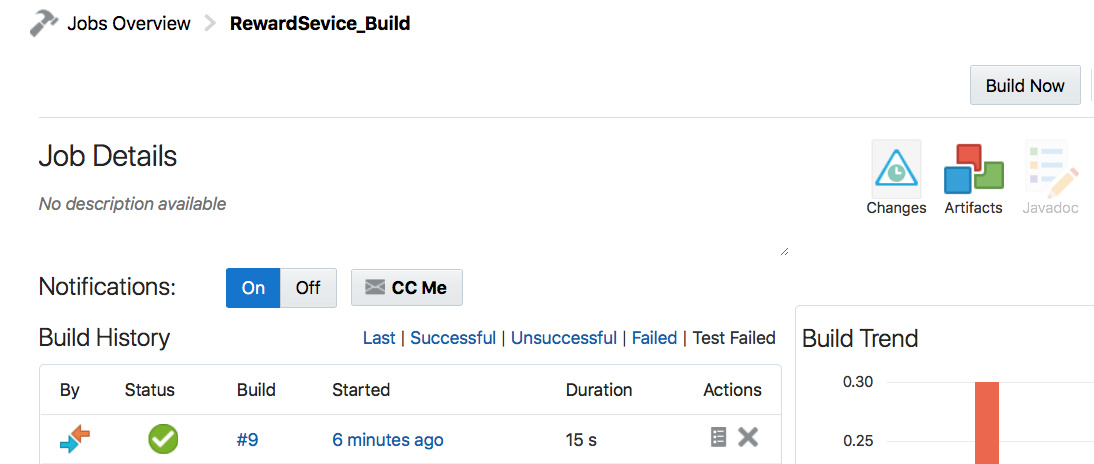 Jobs Overview RewardSevice_Build
Build Now
Job Details
No description available
Changes Artifacts Javadoc
Notifications: On Off CC Me
Build History Last | Successful | Unsuccessful | Failed | Test Failed
By Status Build Started Duration Actions
#9 6 minutes ago 15 s
Build Trend
0.30
0.25